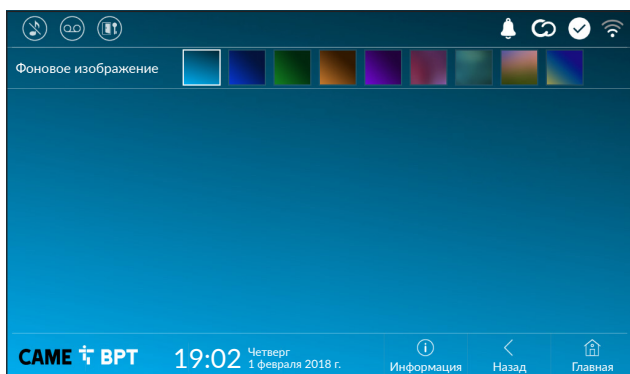 Фоновое изображение
CAME BPT
19:02
Четверг
1 февраля 2018 г.
Информация
Назад
Главная